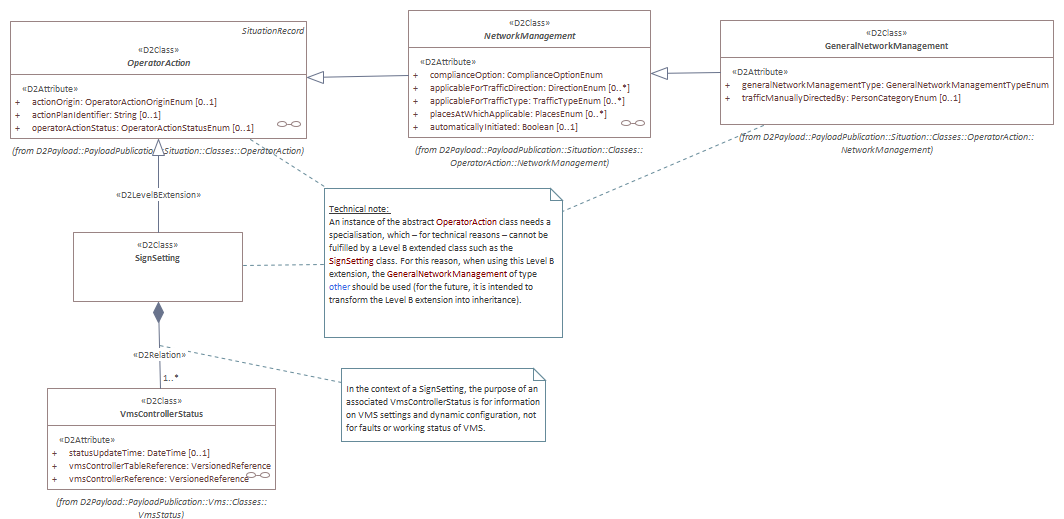 SituationRecord
«D2Class»
OperatorAction
«D2Attribute»
+ actionOrigin: OperatorActionOriginEnum [0..1]
+ actionPlanIdentifier: String [0..1]
+ operatorActionStatus: OperatorActionStatusEnum [0..1]
(from D2Payload::PayloadPublication::Situation::Classes::OperatorAction)
«D2Class»
NetworkManagement
«D2Attribute»
+ complianceOption: ComplianceOptionEnum
+ applicableForTrafficDirection: DirectionEnum [0..*]
+ applicableForTrafficType: TrafficTypeEnum [0..*]
+ placesAtWhichApplicable: PlacesEnum [0..*]
+ automaticallyInitiated: Boolean [0..1]
(from D2Payload::PayloadPublication::Situation::Classes::
OperatorAction::NetworkManagement)
«D2Class»
GeneralNetworkManagement
«D2Attribute»
+ generalNetworkManagementType: GeneralNetworkManagementTypeEnum
+ trafficManuallyDirectedBy: PersonCategoryEnum [0..1]
(from D2Payload::PayloadPublication::Situation::Classes::OperatorAction::
NetworkManagement)
«D2LevelBExtension»
«D2Class»
SignSetting
Technical note:
An instance of the abstract OperatorAction class needs a
specialisation, which – for technical reasons – cannot be
fulfilled by a Level B extended class such as the
SignSetting class. For this reason, when using this Level B
extension, the GeneralNetworkManagement of type
other should be used (for the future, it is intended to
transform the Level B extension into inheritance).
«D2Relation»
1..*
In the context of a SignSetting, the purpose of an
associated VmsControllerStatus is for information
on VMS settings and dynamic configuration, not
for faults or working status of VMS.
«D2Class»
VmsControllerStatus
«D2Attribute»
+ statusUpdateTime: DateTime [0..1]
+ vmsControllerTableReference: VersionedReference
+ vmsControllerReference: VersionedReference
(from D2Payload::PayloadPublication::Vms::Classes::
VmsStatus)